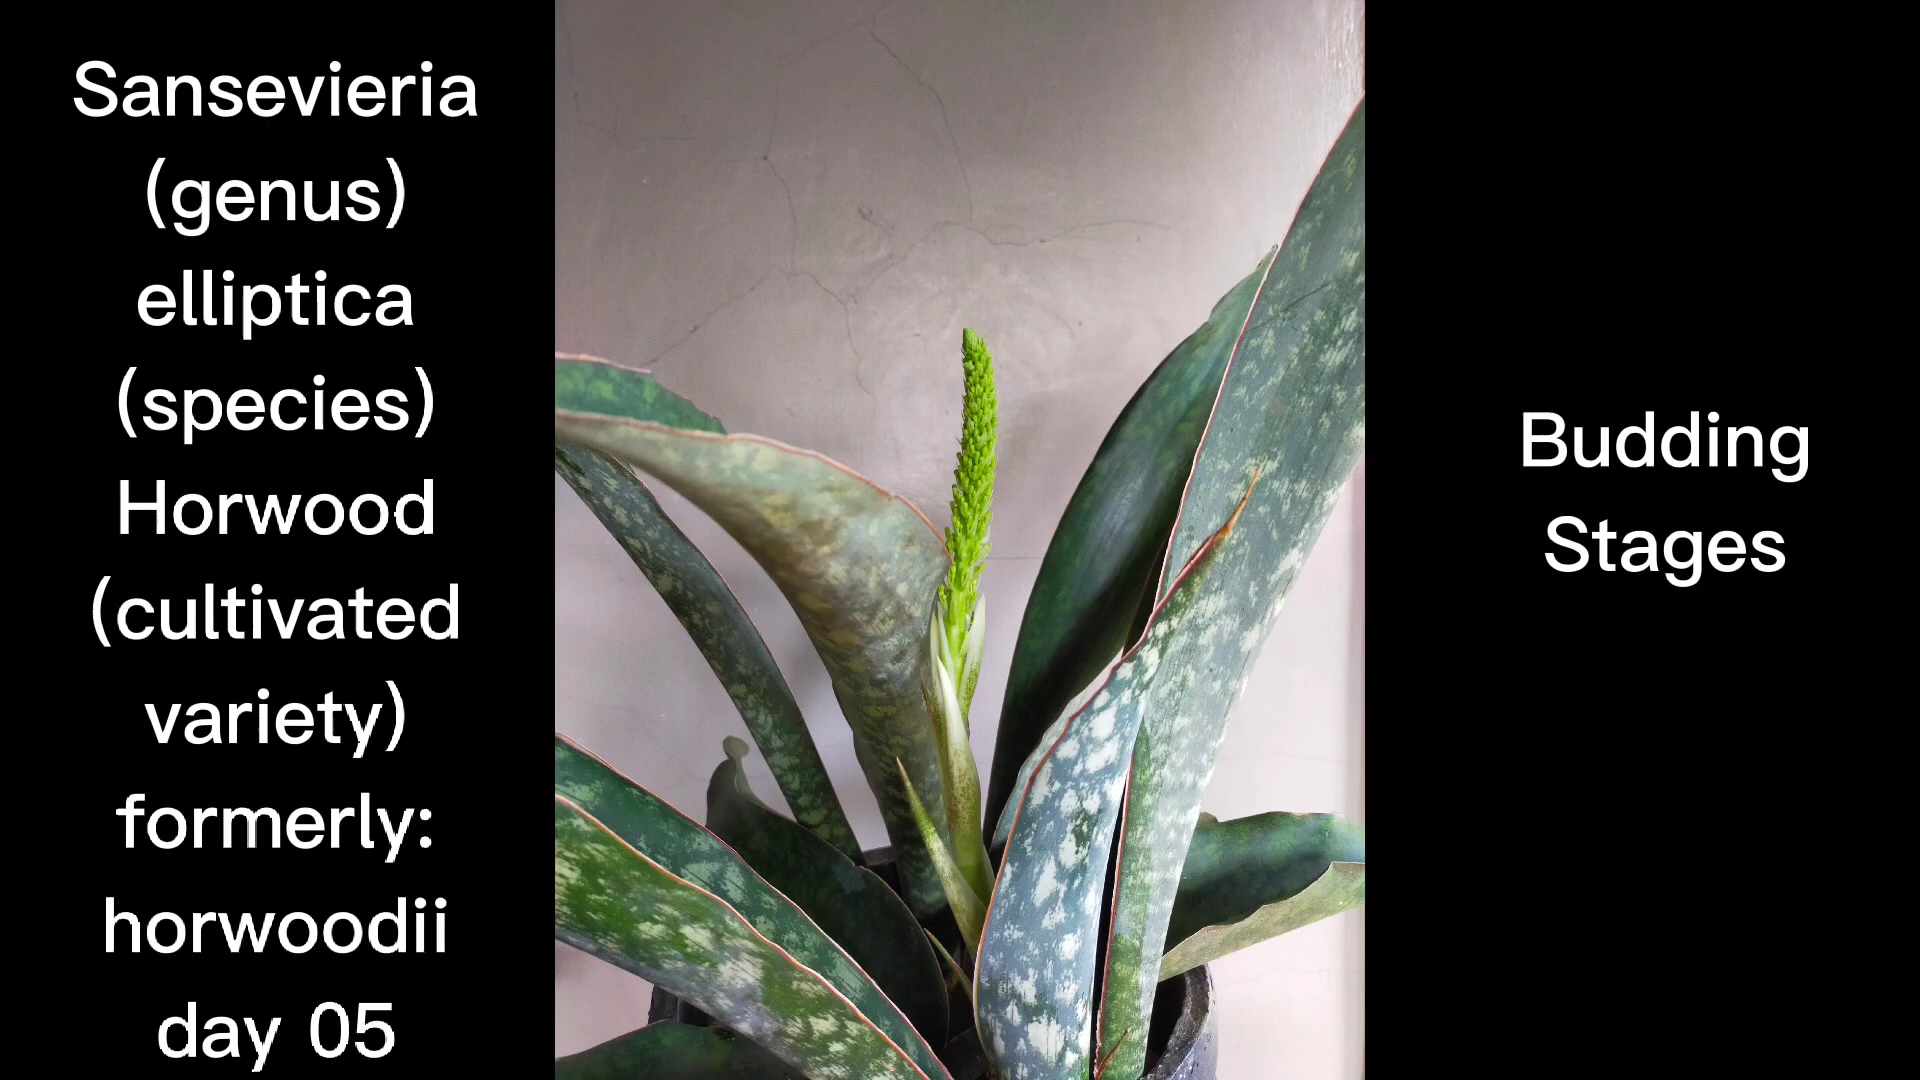 Sansevieria
(genus)
elliptica
(species)
Horwood
(cultivated
variety)
formerly:
horwoodii
day 05
Budding
Stages